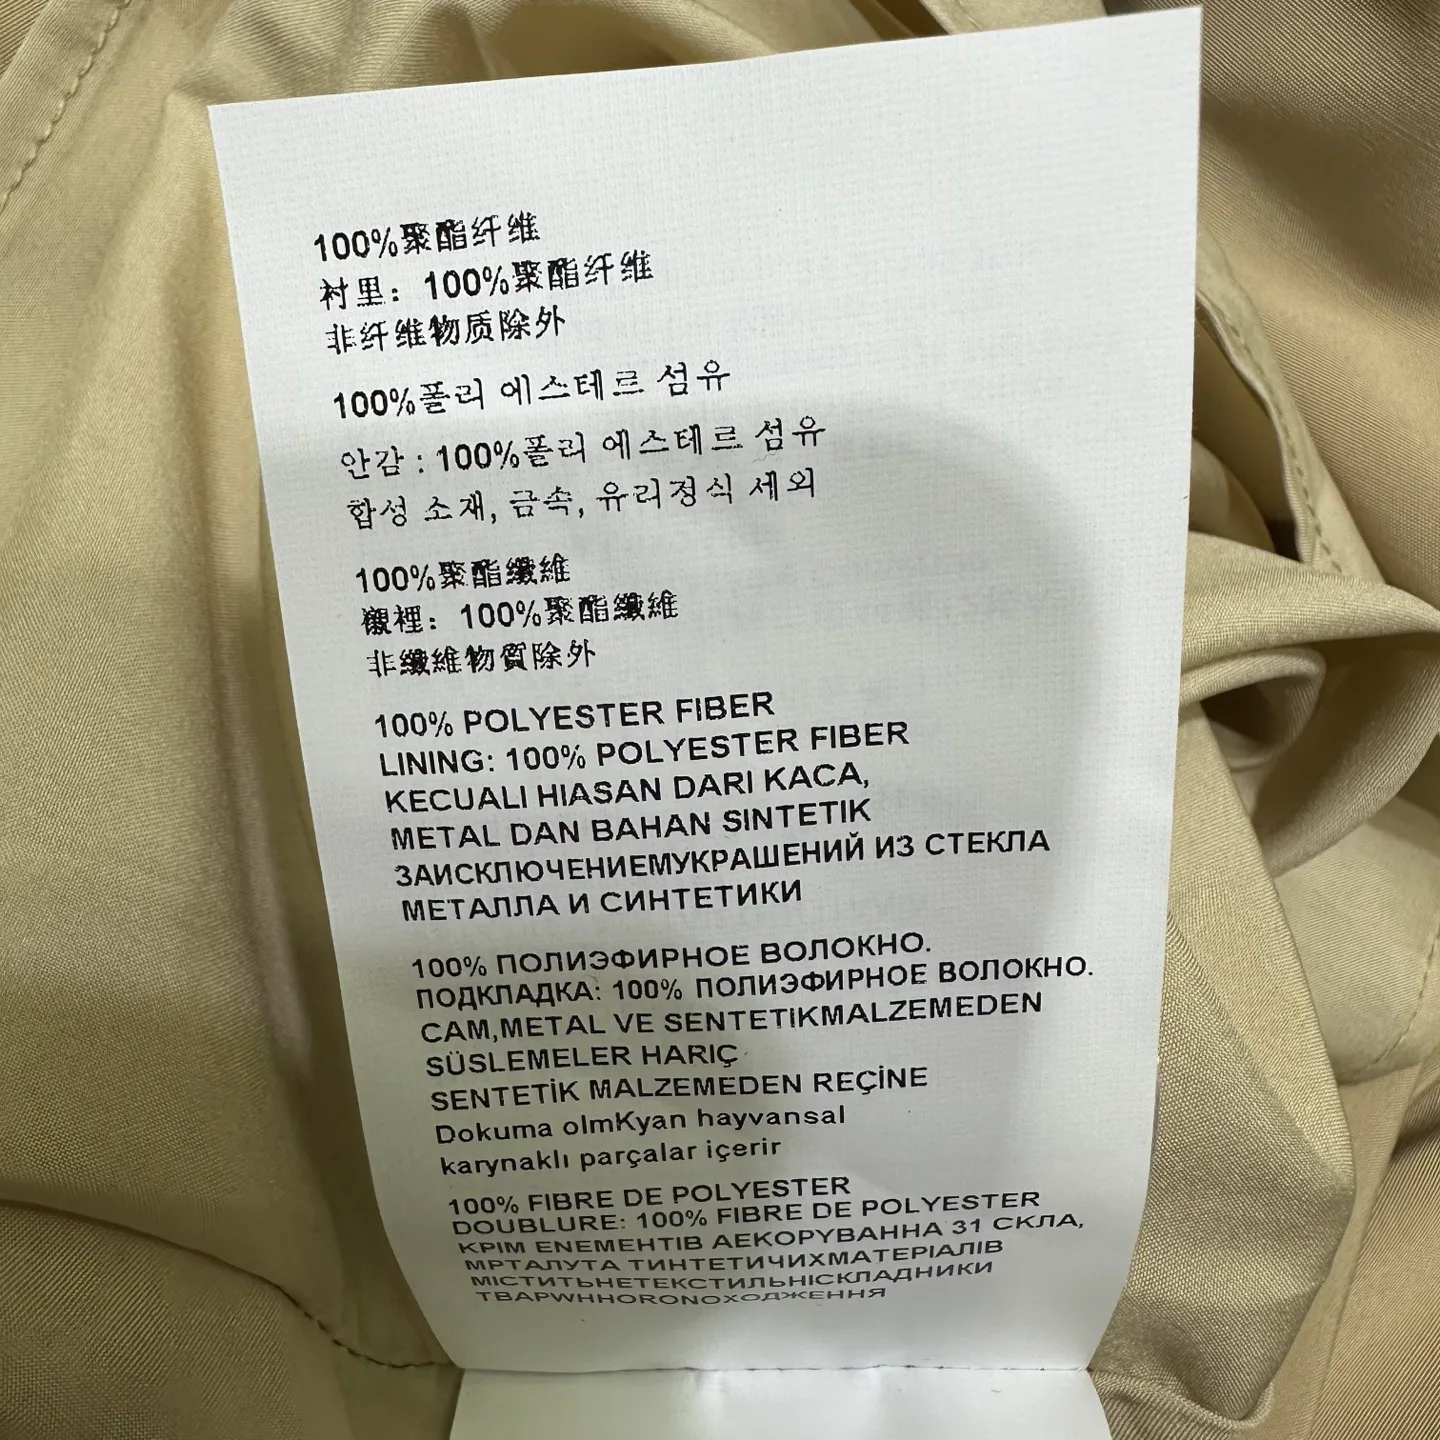 100%聚酯纤维
衬里：100%聚酯纤维
非纤维物质除外
100%폴리 에스테르 섬유
안감 : 100%폴리 에스테르 섬유
합성 소재, 금속, 유리정식 세외
100%聚酯纖維
襯裡：100%聚酯纖維
非纖維物質除外
100% POLYESTER FIBER
LINING: 100% POLYESTER FIBER
KECUALI HIASAN DARI KACA,
METAL DAN BAHAN SINTETIK
ЗАИСКЛЮЧЕНИЕМУКРАШЕНИЙ ИЗ СТЕКЛА
МЕТАЛЛА И СИНТЕТИКИ
100% ПОЛИЭФИРНОЕ ВОЛОКНО.
ПОДКЛАДКА: 100% ПОЛИЭФИРНОЕ ВОЛОКНО.
CAM,METAL VE SENTETİKMALZEMEDEN
SÜSLEMELER HARIÇ
SENTETİK MALZEMEDEN REÇİNE
Dokuma olmKyan hayvansal
karynaklı parçalar içerir
100% FIBRE DE POLYESTER
DOUBLURE: 100% FIBRE DE POLYESTER
КРІМ ENEMEHTIB АЕКОРУВАННА 31 СКЛА,
МРТАЛУТА ТИНТЕТИЧИХМАТЕРІАЛІВ
МІСТИТЬНЕТЕКСТИЛЬНІСКЛАДНИКИ
ТВАРWHHORONOХОДЖЕННЯ